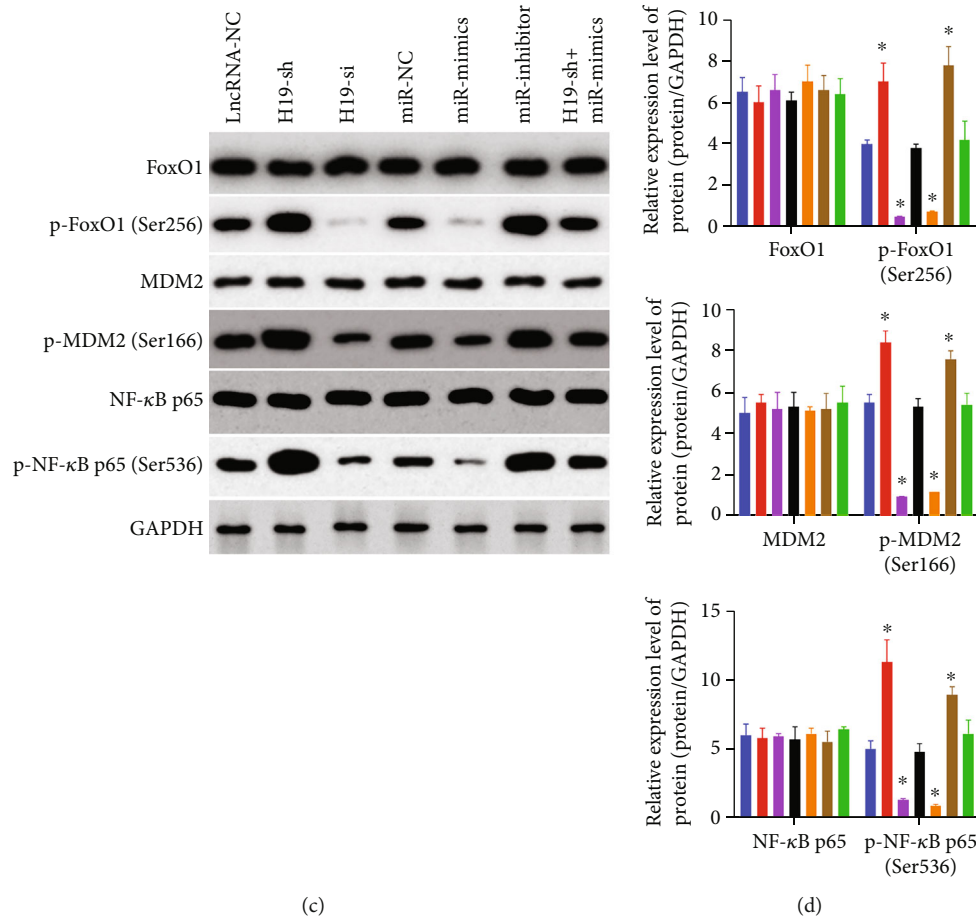 LncRNA-NC
H19-sh
H19-si
miR-NC
miR-mimics
miR-inhibitor
H19-sh+
miR-mimics
FoxO1
p-FoxO1 (Ser256)
MDM2
p-MDM2 (Ser166)
NF-κB p65
p-NF-κB p65 (Ser536)
GAPDH
(c)
Relative expression level of
protein (protein/GAPDH)
10
8
6
4
2
0
*
*
*
*
FoxO1
p-FoxO1
(Ser256)
Relative expression level of
protein (protein/GAPDH)
10
8
6
4
2
0
*
*
*
*
MDM2
p-MDM2
(Ser166)
Relative expression level of
protein (protein/GAPDH)
15
10
5
0
*
*
*
*
NF-κB p65
p-NF-κB p65
(Ser536)
(d)